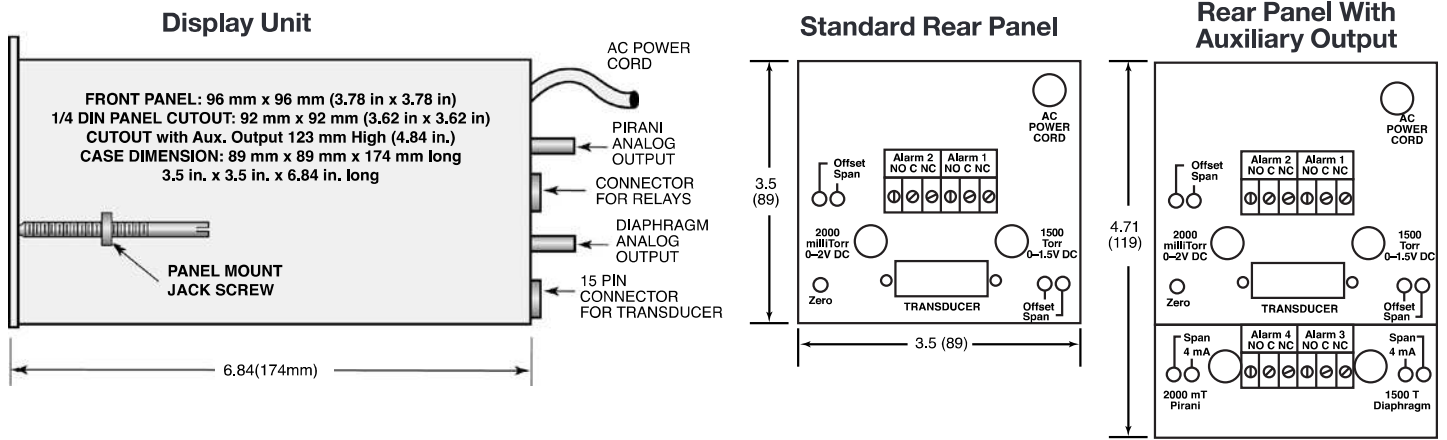 Display Unit
FRONT PANEL: 96 mm x 96 mm (3.78 in x 3.78 in)
1/4 DIN PANEL CUTOUT: 92 mm x 92 mm (3.62 in x 3.62 in)
CUTOUT with Aux. Output 123 mm High (4.84 in.)
CASE DIMENSION: 89 mm x 89 mm x 174 mm long
3.5 in. x 3.5 in. x 6.84 in. long
PANEL MOUNT
JACK SCREW
AC POWER
CORD
PIRANI
ANALOG
OUTPUT
CONNECTOR
FOR RELAYS
DIAPHRAGM
ANALOG
OUTPUT
15 PIN
CONNECTOR
FOR TRANSDUCER
6.84(174mm)
Standard Rear Panel
3.5
(89)
AC
POWER
CORD
Offset
Span
Alarm 2 Alarm 1
NO C NC NO C NC
2000
milliTorr
0–2V DC
1500
Torr
0–1.5V DC
Zero
TRANSDUCER
Offset
Span
3.5 (89)
Rear Panel With
Auxiliary Output
4.71
(119)
AC
POWER
CORD
Offset
Span
Alarm 2 Alarm 1
NO C NC NO C NC
2000
milliTorr
0–2V DC
1500
Torr
0–1.5V DC
Zero
TRANSDUCER
Offset
Span
Span
4 mA
Alarm 4 Alarm 3
NO C NC NO C NC
Span
4 mA
2000 mT
Pirani
1500 T
Diaphragm